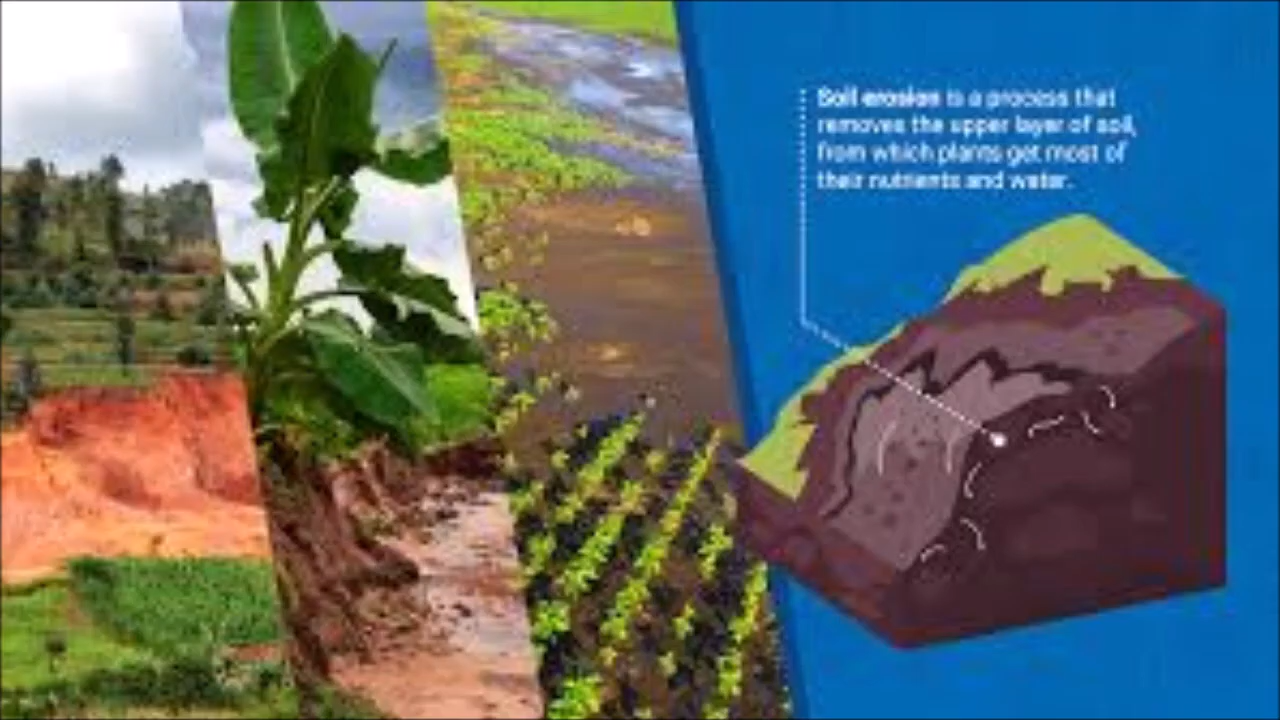 Soil erosion is a process that
removes the upper layer of soil,
from which plants get most of
their nutrients and water.